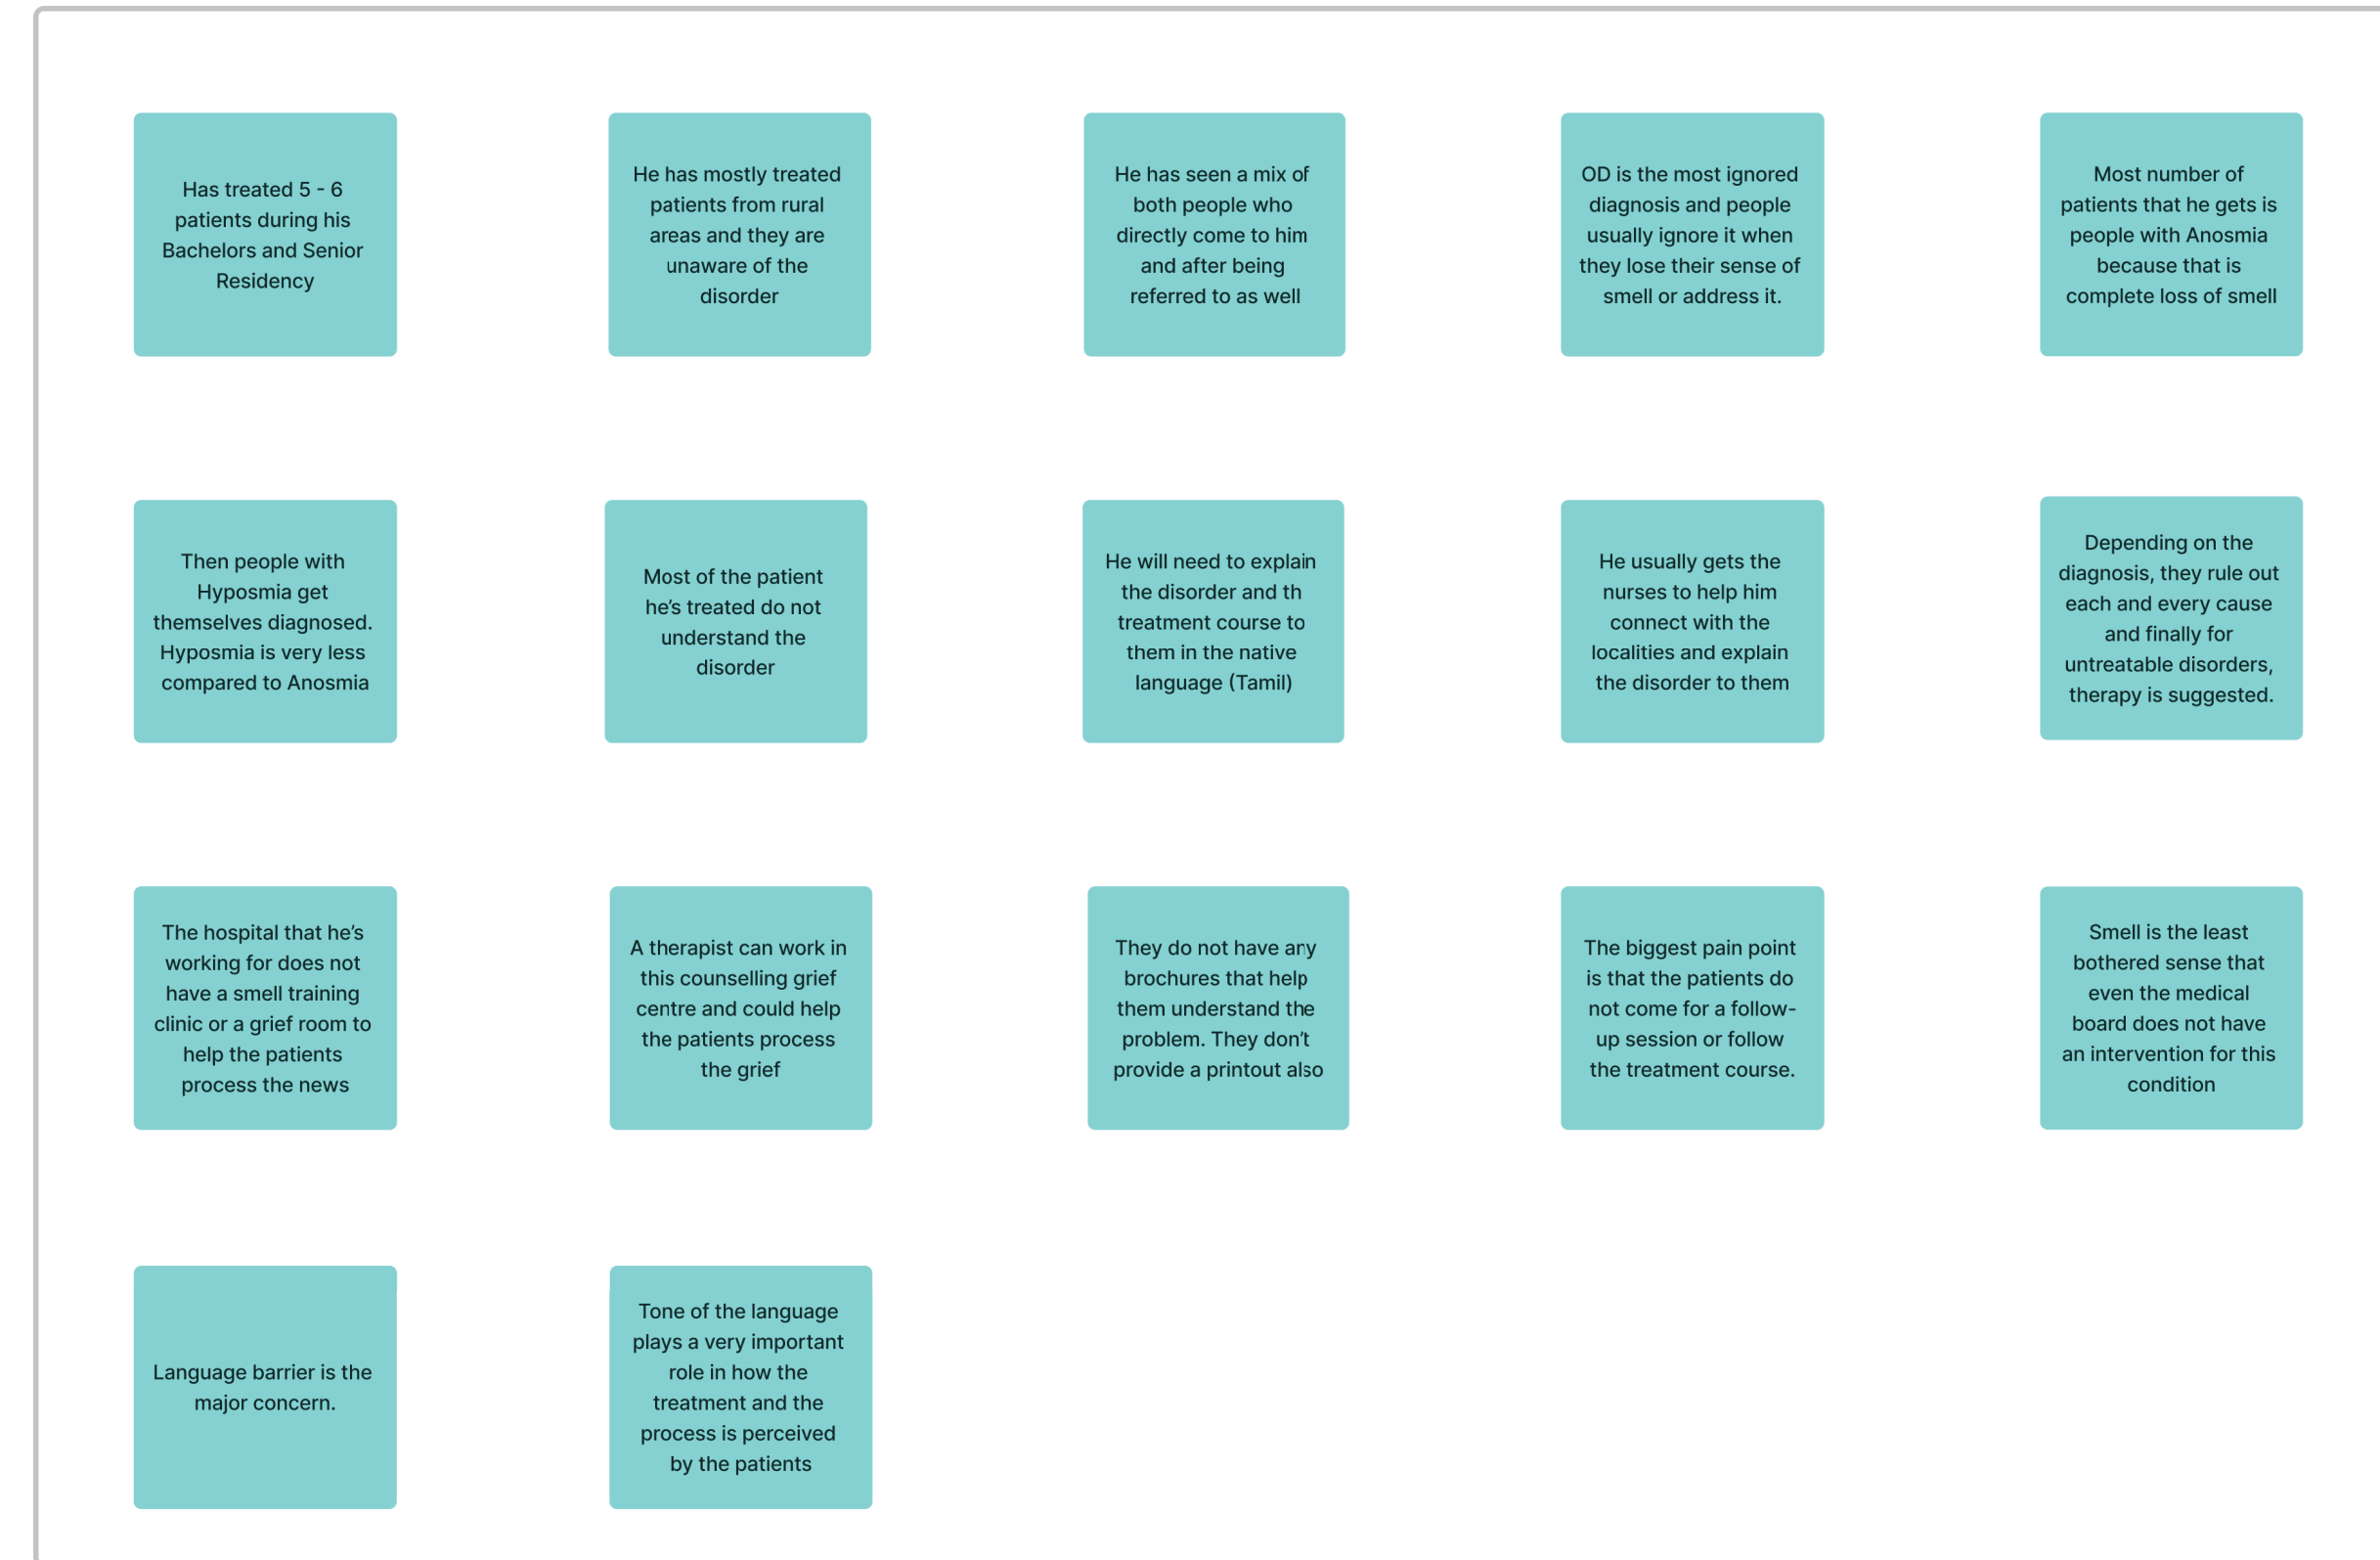 Has treated 5 - 6
patients during his
Bachelors and Senior
Residency
He has mostly treated
patients from rural
areas and they are
unaware of the
disorder
He has seen a mix of
both people who
directly come to him
and after being
referred to as well
OD is the most ignored
diagnosis and people
usually ignore it when
they lose their sense of
smell or address it.
Most number of
patients that he gets is
people with Anosmia
because that is
complete loss of smell
Then people with
Hyposmia get
themselves diagnosed.
Hyposmia is very less
compared to Anosmia
Most of the patient
he's treated do not
understand the
disorder
He will need to explain
the disorder and th
treatment course to
them in the native
language (Tamil)
He usually gets the
nurses to help him
connect with the
localities and explain
the disorder to them
Depending on the
diagnosis, they rule out
each and every cause
and finally for
untreatable disorders,
therapy is suggested.
The hospital that he's
working for does not
have a smell training
clinic or a grief room to
help the patients
process the news
A therapist can work in
this counselling grief
centre and could help
the patients process
the grief
They do not have any
brochures that help
them understand the
problem. They don't
provide a printout also
The biggest pain point
is that the patients do
not come for a follow-
up session or follow
the treatment course.
Smell is the least
bothered sense that
even the medical
board does not have
an intervention for this
condition
Language barrier is the
major concern.
Tone of the language
plays a very important
role in how the
treatment and the
process is perceived
by the patients